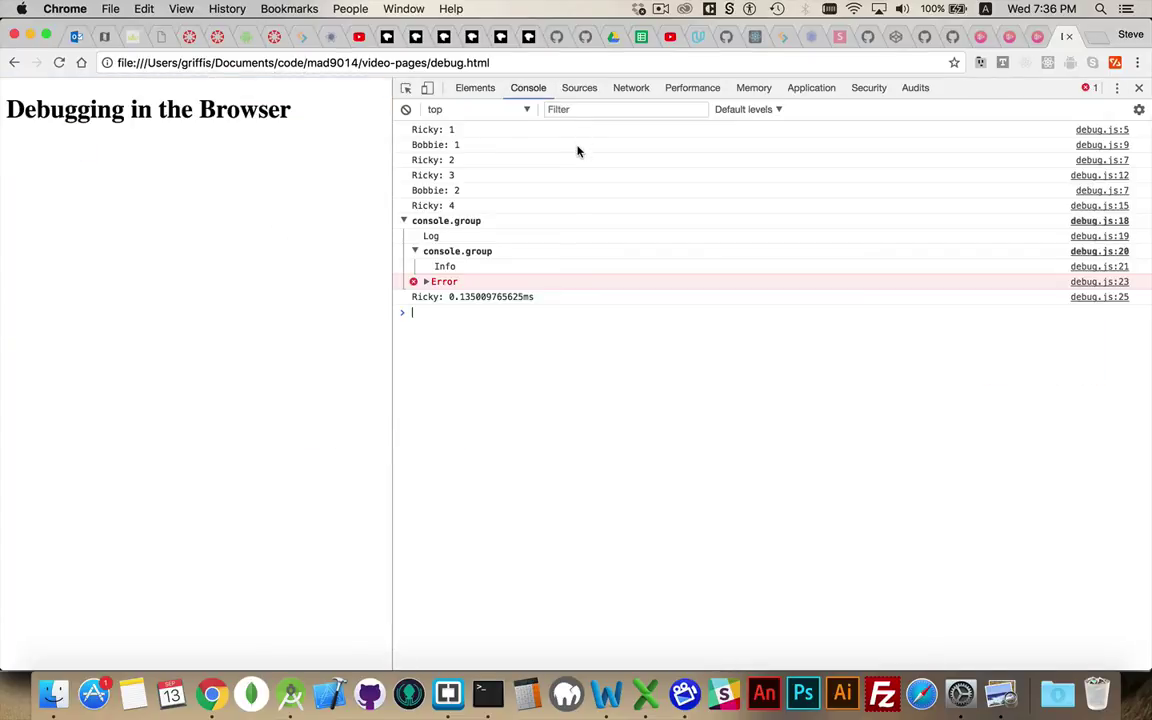 Chrome File Edit View History Bookmarks People Window Help 100% A Wed 7:36 PM
I Steve
file:///Users/griffis/Documents/code/mad9014/video-pages/debug.html
Elements Console Sources Network Performance Memory Application Security Audits 1
Debugging in the Browser
top Filter Default levels
Ricky: 1 debug.js:5
Bobbie: 1 debug.js:9
Ricky: 2 debug.js:7
Ricky: 3 debug.js:12
Bobbie: 2 debug.js:7
Ricky: 4 debug.js:15
console.group debug.js:18
Log debug.js:19
console.group debug.js:20
Info debug.js:21
Error debug.js:23
Ricky: 0.135009765625ms debug.js:25
1 SEP 13 An Ps Ai Fz